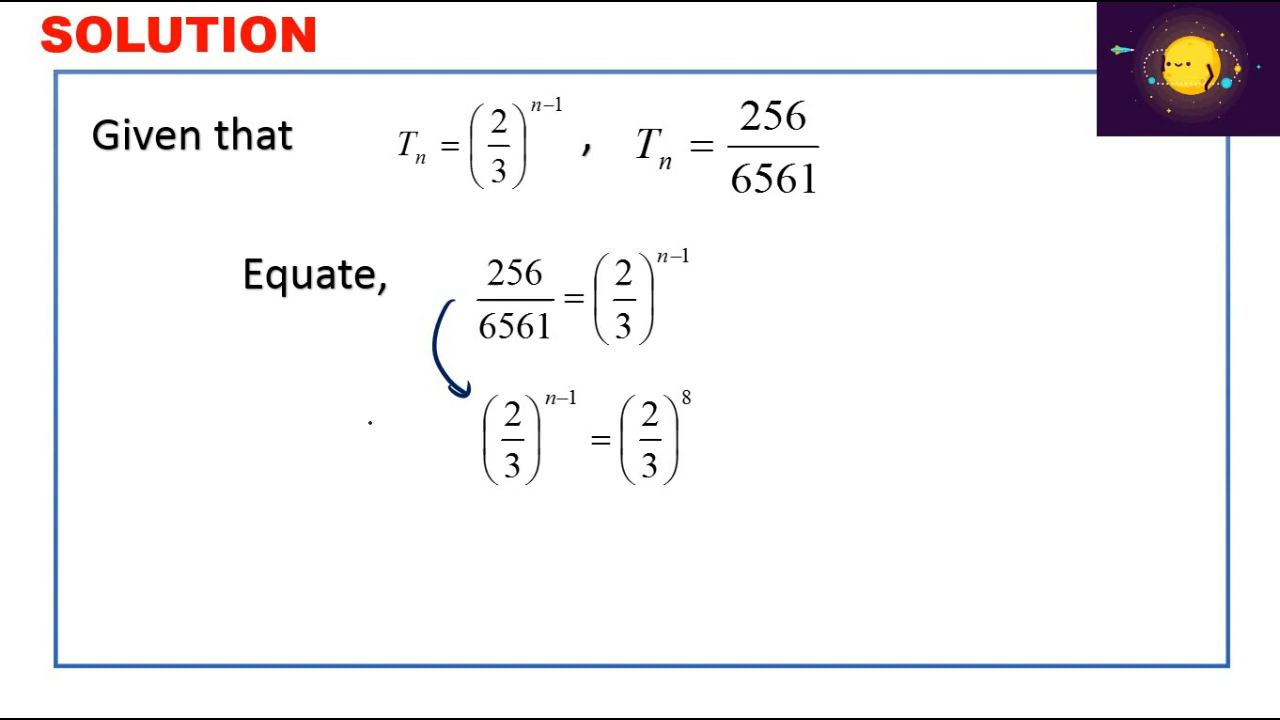 SOLUTION
Given that T_n = (2/3)^{n-1} , T_n = 256/6561
Equate, 256/6561 = (2/3)^{n-1}
(2/3)^{n-1} = (2/3)^8